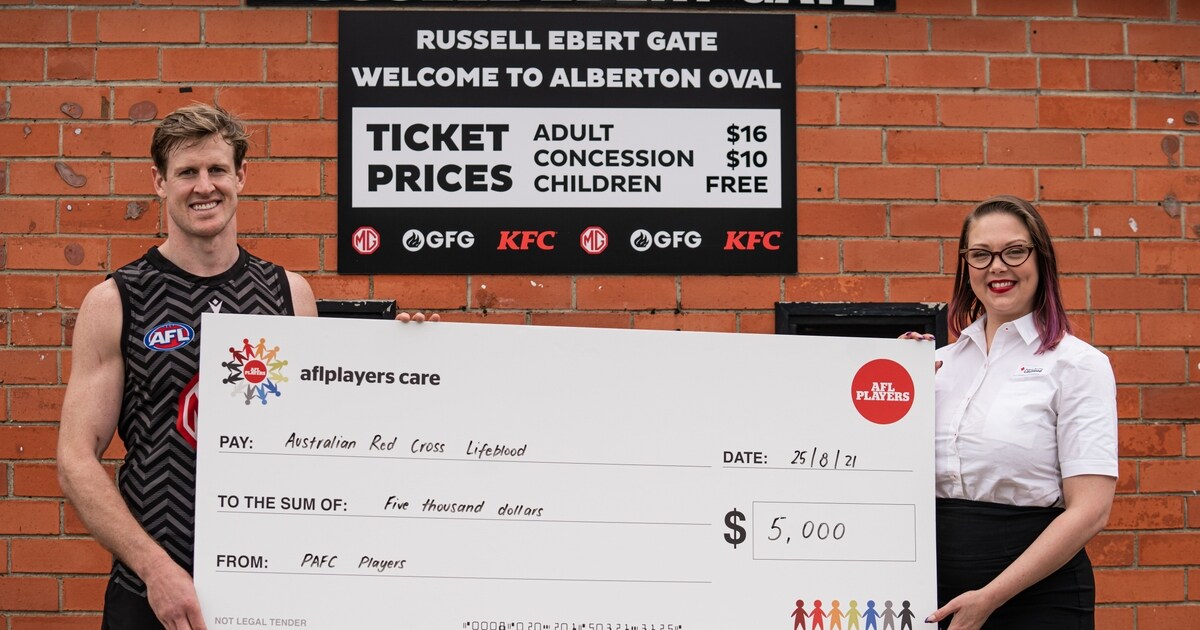 RUSSELL EBERT GATE
WELCOME TO ALBERTON OVAL
TICKET PRICES
ADULT $16
CONCESSION $10
CHILDREN FREE
MG GFG KFC MG GFG KFC
AFL
AFL PLAYERS
aflplayers care
AFL PLAYERS
PAY: Australian Red Cross Lifeblood
DATE: 25/8/21
TO THE SUM OF: Five thousand dollars
$ 5,000
FROM: PAFC Players
NOT LEGAL TENDER